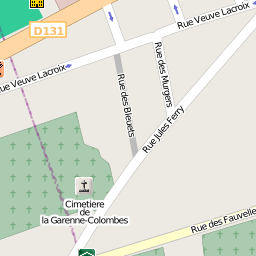 Rue Veuve Lacroix
D131
Rue Veuve Lacroix
Rue des Bleuets
Rue des Murgers
Rue Jules Ferry
Cimetière
de
la Garenne-Colombes
Rue des Fauvelle